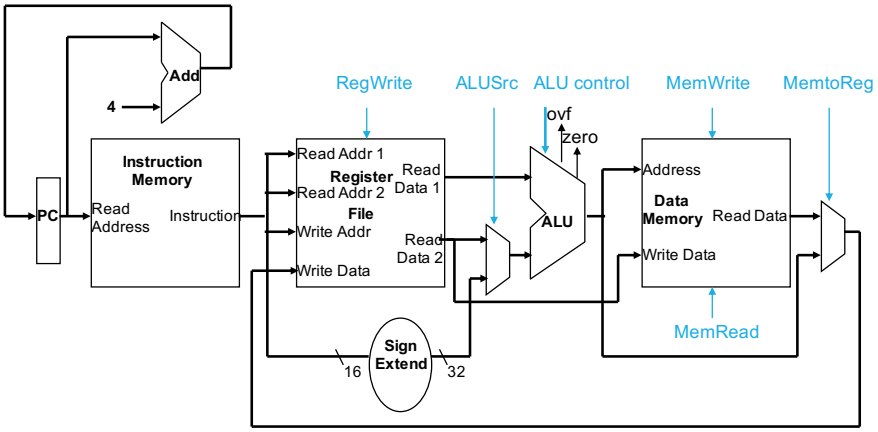 Add
4
RegWrite
ALUSrc
ALU control
MemWrite
MemtoReg
ovf
zero
PC
Instruction
Memory
Read
Address
Instruction
Read Addr 1
Register
Read Addr 2
File
Write Addr
Write Data
Read
Data 1
Read
Data 2
ALU
Address
Data
Memory
Read Data
Write Data
MemRead
Sign
Extend
16
32